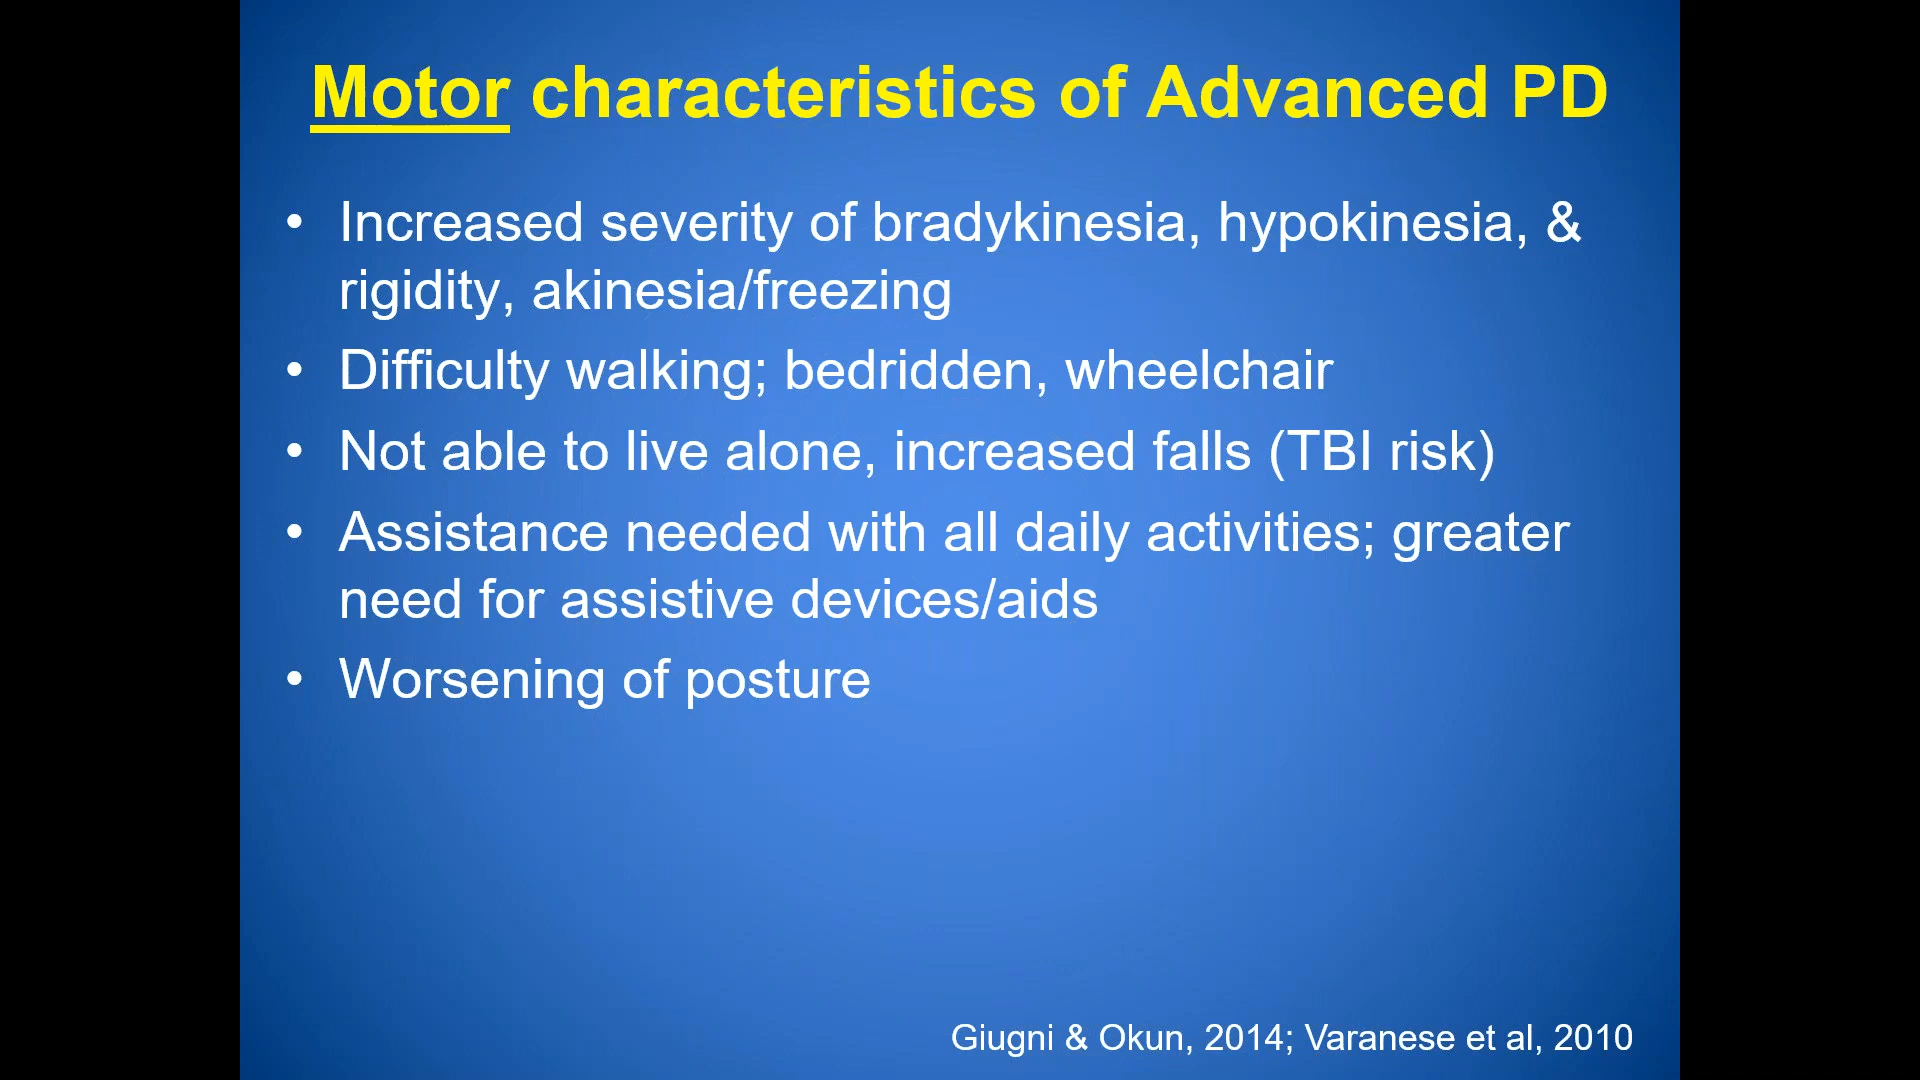 Motor characteristics of Advanced PD
• Increased severity of bradykinesia, hypokinesia, &
rigidity, akinesia/freezing
• Difficulty walking; bedridden, wheelchair
• Not able to live alone, increased falls (TBI risk)
• Assistance needed with all daily activities; greater
need for assistive devices/aids
• Worsening of posture
Giugni & Okun, 2014; Varanese et al, 2010